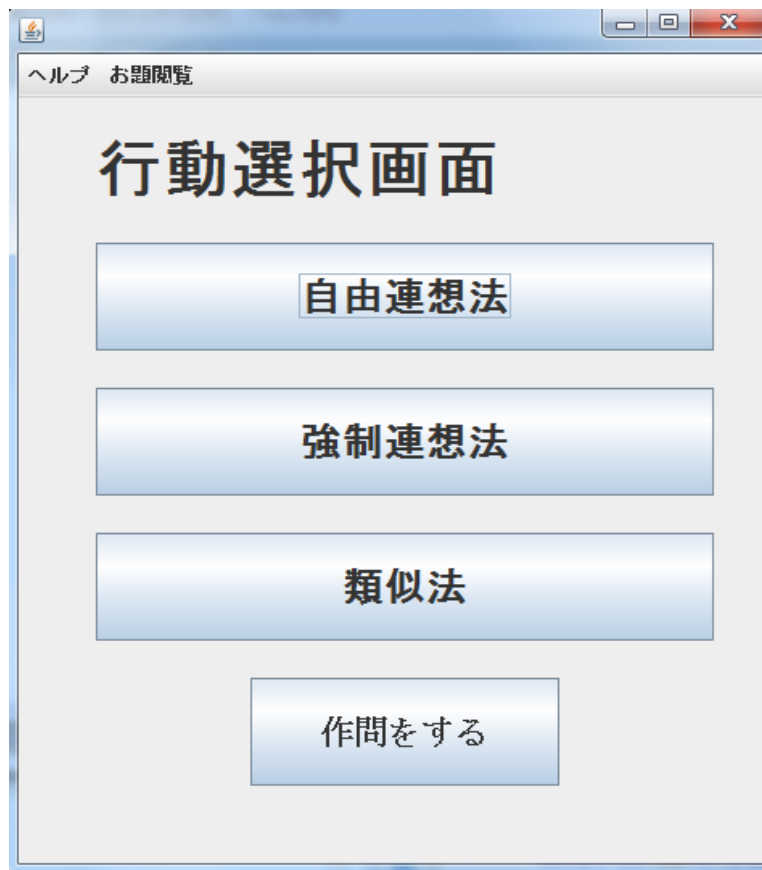 ヘルプ お題閲覧
行動選択画面
自由連想法
強制連想法
類似法
作問をする